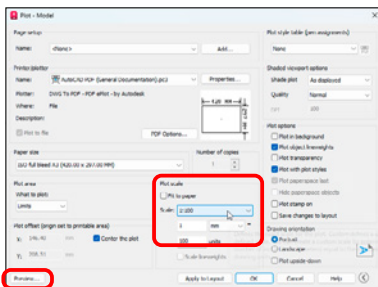 Plot - Model
Page setup
Name: <None> Add...
Printer/plotter
Name: AutoCAD PDF (General Documentation).pc3 Properties...
Plotter: DWG To PDF - PDF ePlot - by Autodesk
Where: File
Description:
Plot to file PDF Options...
Paper size
ISO full bleed A3 (420.00 x 297.00 MM)
Number of copies
1
Plot area
What to plot:
Limits
Plot offset (origin set to printable area)
X: mm Center the plot
Y: mm
Plot scale
Fit to paper
Scale: 1:100
1 mm =
100 units
Scale lineweights
Plot style table (pen assignments)
None
Shaded viewport options
Shade plot As displayed
Quality Normal
Plot options
Plot in background
Plot object lineweights
Plot transparency
Plot with plot styles
Plot paperspace last
Hide paperspace objects
Plot stamp on
Save changes to layout
Drawing orientation
Portrait
Landscape
Plot upside-down
Preview... Apply to Layout OK Cancel Help